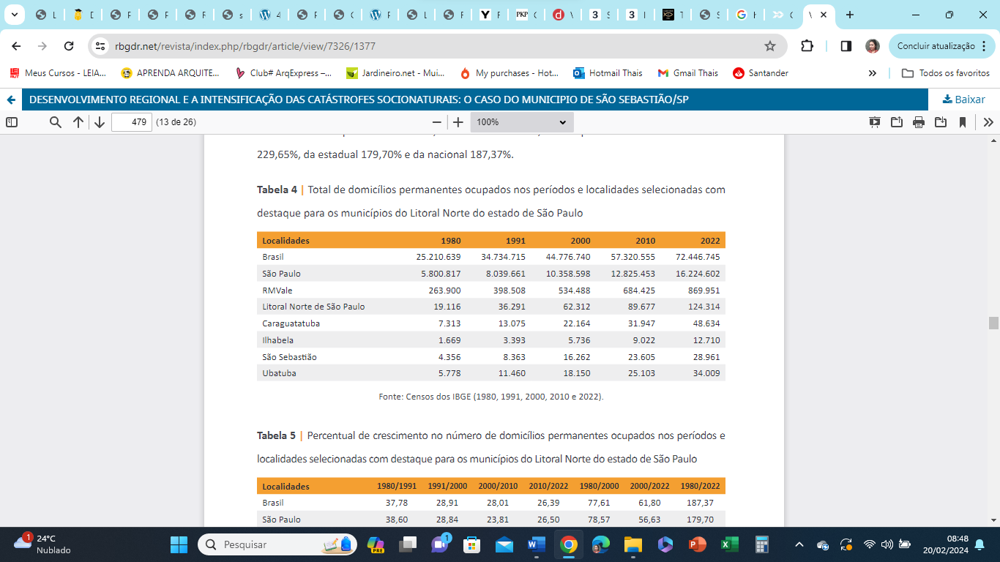 rbgdr.net/revista/index.php/rbgdr/article/view/7326/1377
Concluir atualização
Meus Cursos - LEIA...
APRENDA ARQUITE...
Club# ArqExpress –...
Jardineiro.net - Mui...
My purchases - Hot...
Hotmail Thais
Gmail Thais
Santander
Todos os favoritos
DESENVOLVIMENTO REGIONAL E A INTENSIFICAÇÃO DAS CATÁSTROFES SOCIONATURAIS: O CASO DO MUNICIPIO DE SÃO SEBASTIÃO/SP
Baixar
479 (13 de 26)
100%
229,65%, da estadual 179,70% e da nacional 187,37%.
Tabela 4 | Total de domicílios permanentes ocupados nos períodos e localidades selecionadas com
destaque para os municípios do Litoral Norte do estado de São Paulo
Localidades 1980 1991 2000 2010 2022
Brasil 25.210.639 34.734.715 44.776.740 57.320.555 72.446.745
São Paulo 5.800.817 8.039.661 10.358.598 12.825.453 16.224.602
RMVale 263.900 398.508 534.488 684.425 869.951
Litoral Norte de São Paulo 19.116 36.291 62.312 89.677 124.314
Caraguatatuba 7.313 13.075 22.164 31.947 48.634
Ilhabela 1.669 3.393 5.736 9.022 12.710
São Sebastião 4.356 8.363 16.262 23.605 28.961
Ubatuba 5.778 11.460 18.150 25.103 34.009
Fonte: Censos dos IBGE (1980, 1991, 2000, 2010 e 2022).
Tabela 5 | Percentual de crescimento no número de domicílios permanentes ocupados nos períodos e
localidades selecionadas com destaque para os municípios do Litoral Norte do estado de São Paulo
Localidades 1980/1991 1991/2000 2000/2010 2010/2022 1980/2000 2000/2022 1980/2022
Brasil 37,78 28,91 28,01 26,39 77,61 61,80 187,37
São Paulo 38,60 28,84 23,81 26,50 78,57 56,63 179,70
1
24°C
Nublado
Pesquisar
PRE
1
08:48
20/02/2024